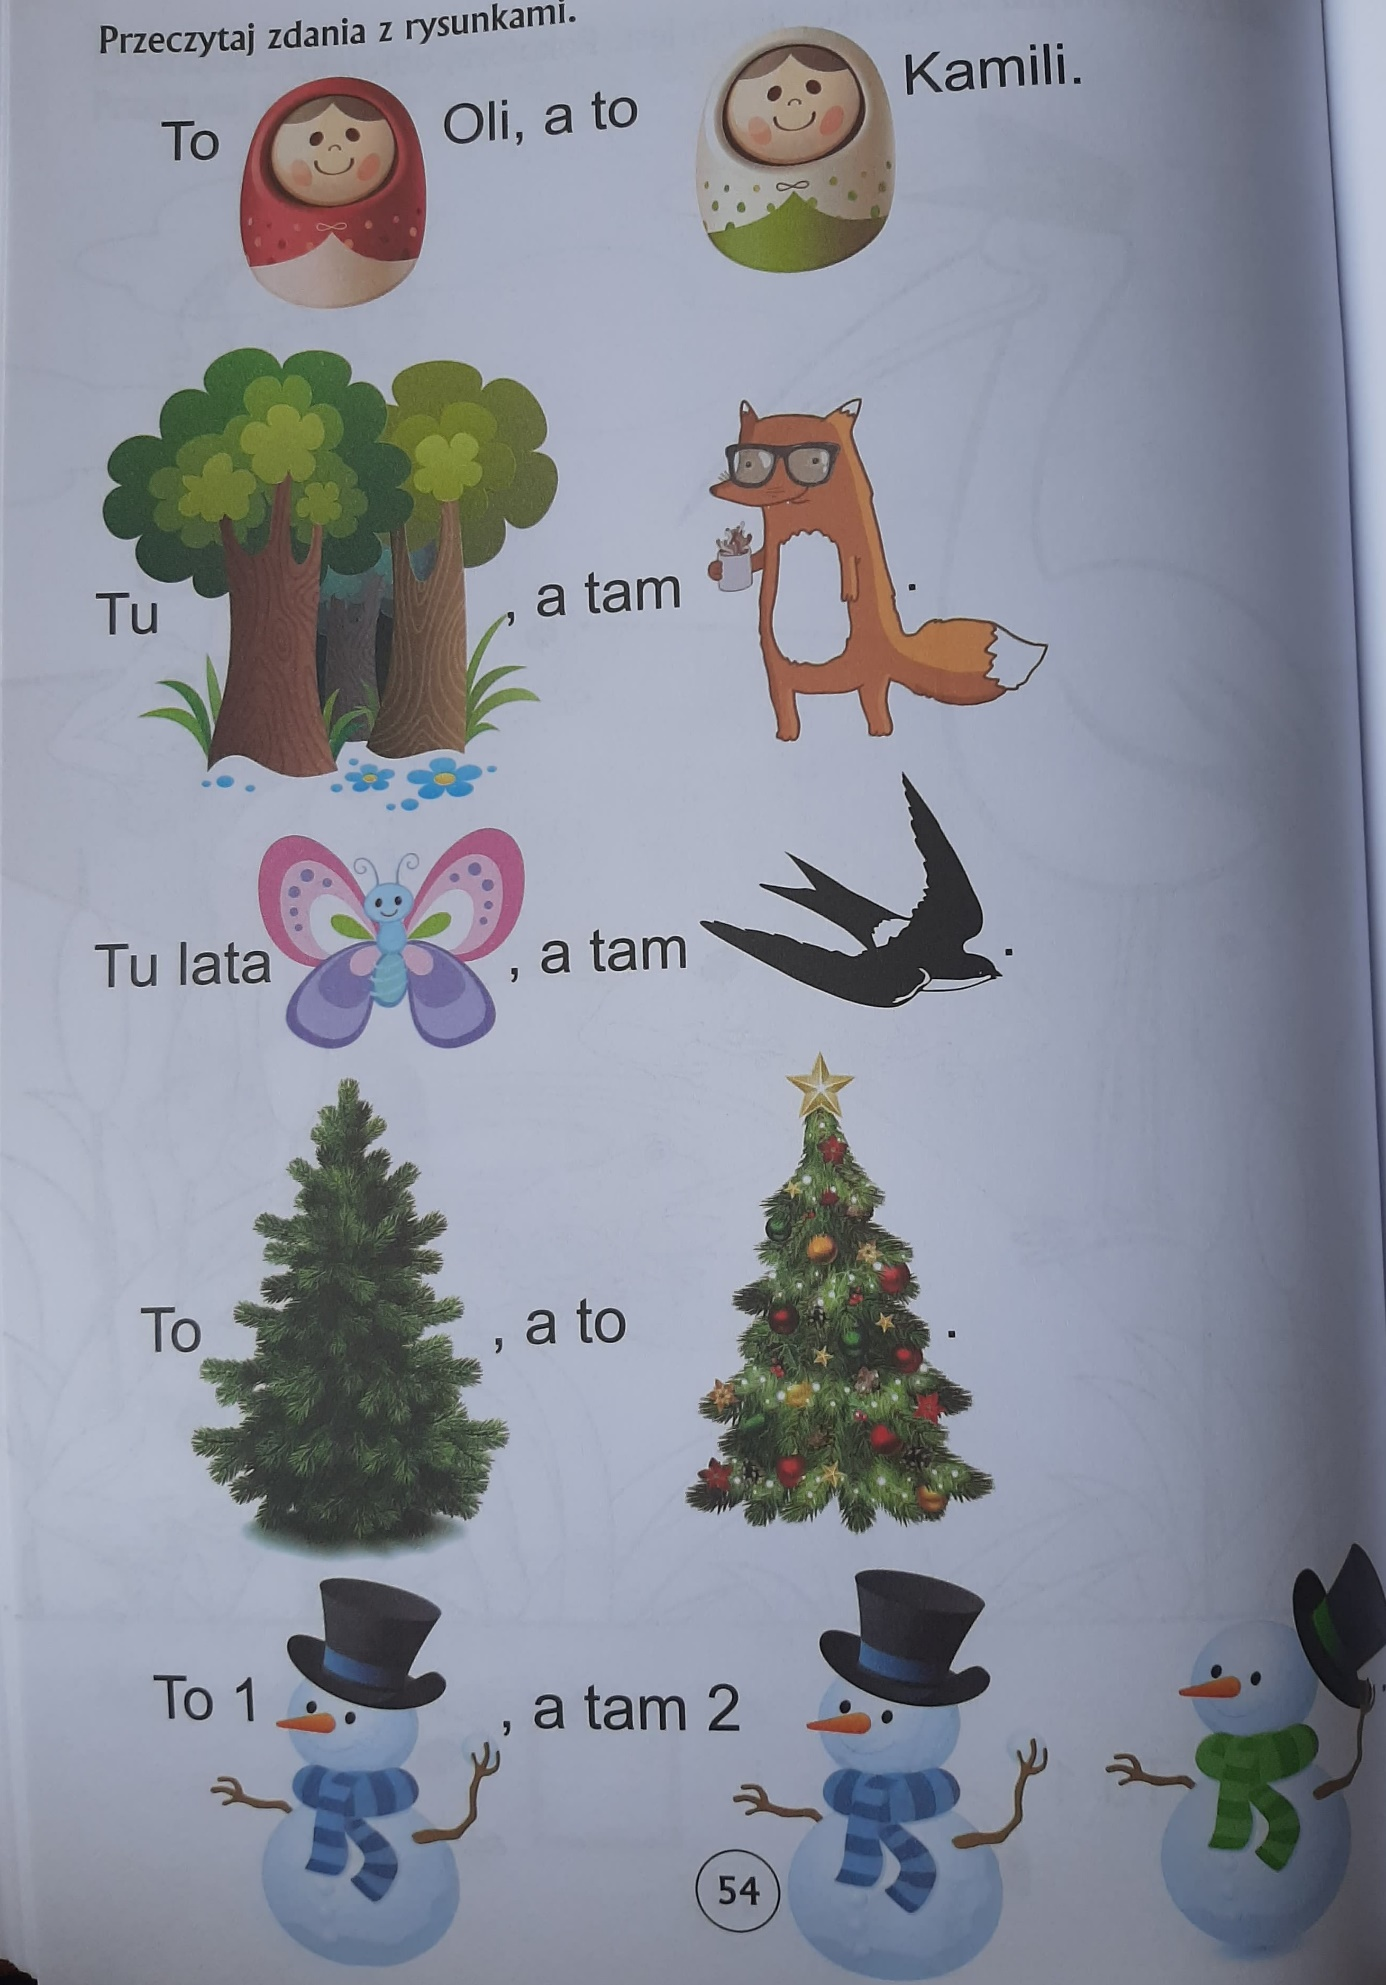 Przeczytaj zdania z rysunkami.
To Oli, a to Kamili.
Tu , a tam .
Tu lata , a tam .
To , a to .
To 1 , a tam 2 .
54